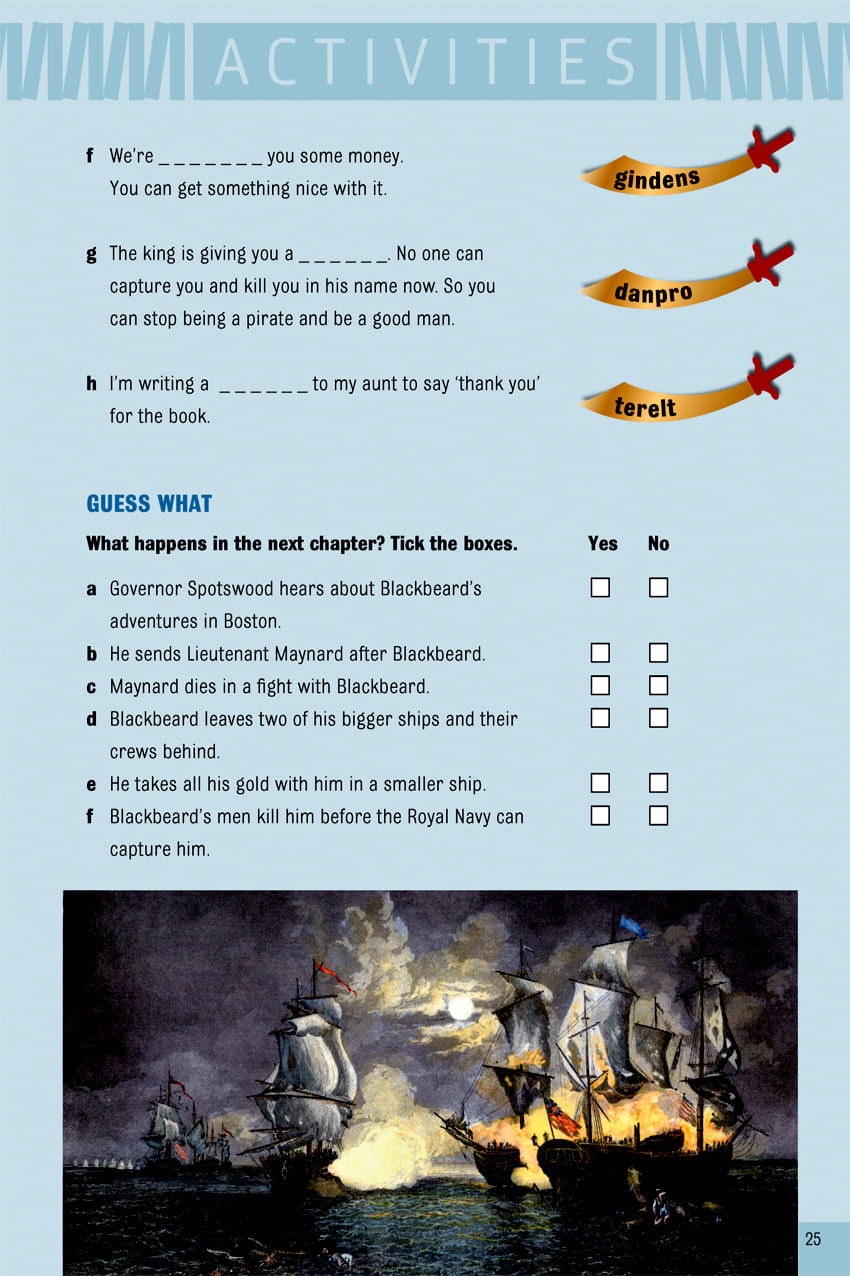 ACTIVITIES
f We're _ _ _ _ _ _ _ you some money.
You can get something nice with it.
gindens
g The king is giving you a _ _ _ _ _ _. No one can
capture you and kill you in his name now. So you
can stop being a pirate and be a good man.
danpro
h I'm writing a _ _ _ _ _ _ to my aunt to say ‘thank you’
for the book.
terelt
GUESS WHAT
What happens in the next chapter? Tick the boxes. Yes No
a Governor Spotswood hears about Blackbeard's
adventures in Boston.
b He sends Lieutenant Maynard after Blackbeard.
c Maynard dies in a fight with Blackbeard.
d Blackbeard leaves two of his bigger ships and their
crews behind.
e He takes all his gold with him in a smaller ship.
f Blackbeard's men kill him before the Royal Navy can
capture him.
25